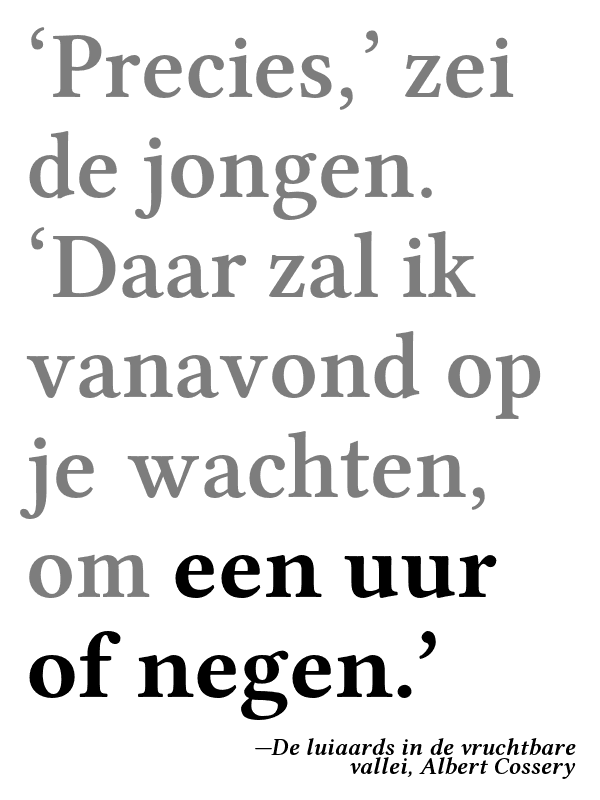 ‘Precies,’ zei
de jongen.
‘Daar zal ik
vanavond op
je wachten,
om een uur
of negen.’
—De luiaards in de vruchtbare
vallei, Albert Cossery